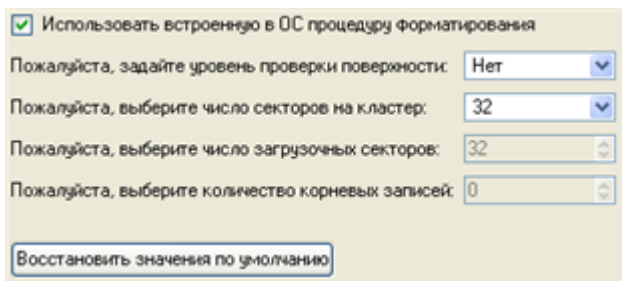 Использовать встроенную в ОС процедуру форматирования
Пожалуйста, задайте уровень проверки поверхности: Нет
Пожалуйста, выберите число секторов на кластер: 32
Пожалуйста, выберите число загрузочных секторов: 32
Пожалуйста, выберите количество корневых записей: 0
Восстановить значения по умолчанию